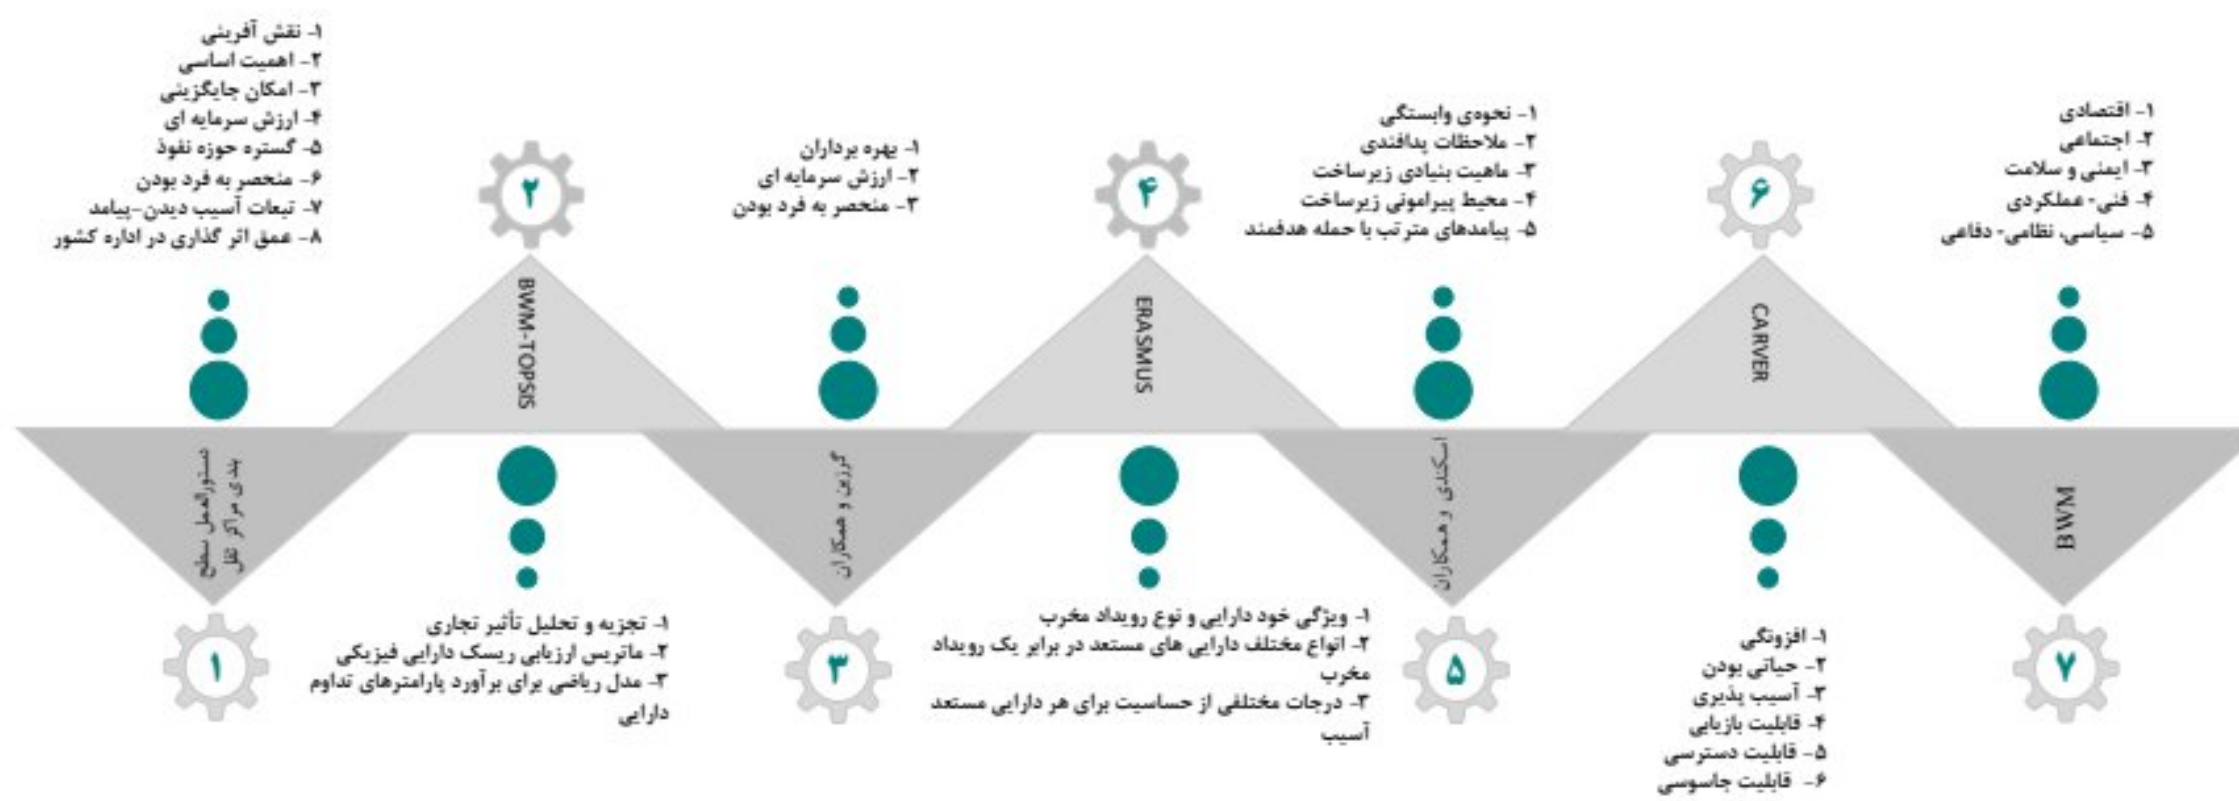 ۱- نقش آفرینی
۲- اهمیت اساسی
۳- امکان جایگزینی
۴- ارزش سرمایه ای
۵- گستره حوزه نفوذ
۶- منحصر به فرد بودن
۷- تبعات آسیب دیدن-پیامد
۸- عمق اثر گذاری در اداره کشور
دستورالعمل سطح
بندی مراکز ثقل
۱
۲
BWM-TOPSIS
۱- تجزیه و تحلیل تأثیر تجاری
۲- ماتریس ارزیابی ریسک دارایی فیزیکی
۳- مدل ریاضی برای برآورد پارامترهای تداوم
دارایی
۱- بهره برداران
۲- ارزش سرمایه ای
۳- منحصر به فرد بودن
گرزین و همکاران
۳
۴
ERASMUS
۱- ویژگی خود دارایی و نوع رویداد مخرب
۲- انواع مختلف دارایی های مستعد در برابر یک رویداد
مخرب
۳- درجات مختلفی از حساسیت برای هر دارایی مستعد
آسیب
۱- نحوه‌ی وابستگی
۲- ملاحظات پدافندی
۳- ماهیت بنیادی زیرساخت
۴- محیط پیرامونی زیرساخت
۵- پیامدهای مترتب با حمله هدفمند
اسکندی و همکاران
۵
۶
CARVER
۱- افزونگی
۲- حیاتی بودن
۳- آسیب پذیری
۴- قابلیت بازیابی
۵- قابلیت دسترسی
۶- قابلیت جاسوسی
۱- اقتصادی
۲- اجتماعی
۳- ایمنی و سلامت
۴- فنی- عملکردی
۵- سیاسی، نظامی- دفاعی
BWM
۷